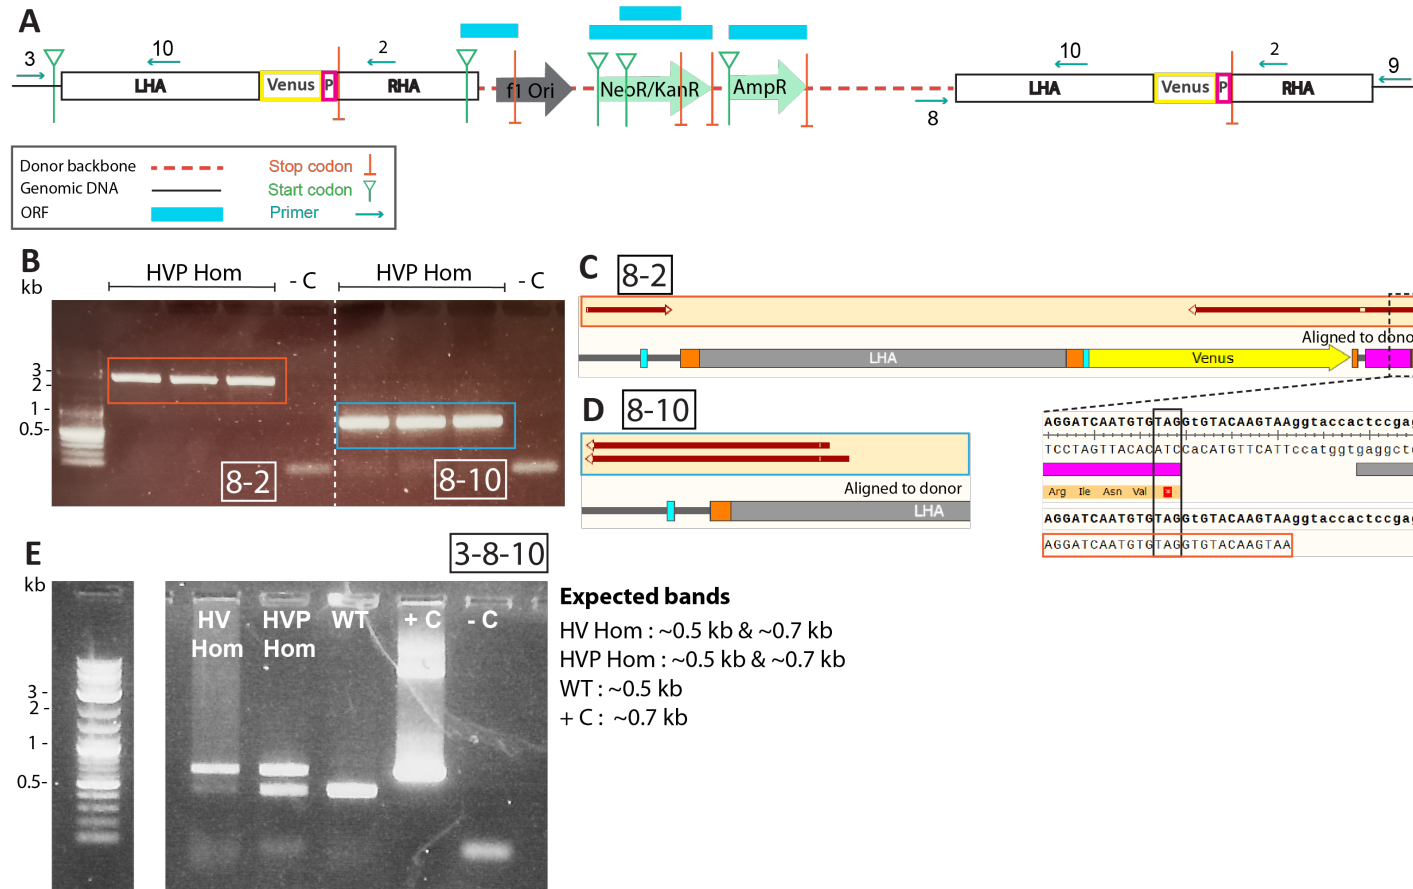 A
3
10
2
10
2
9
8
LHA
Venus
P
RHA
f1 Ori
NeoR/KanR
AmpR
LHA
Venus
P
RHA
Donor backbone
Genomic DNA
ORF
Stop codon
Start codon
Primer
B
kb
HVP Hom
- C
HVP Hom
- C
3 -
2 -
1 -
0.5-
8-2
8-10
C
8-2
Aligned to dono
LHA
Venus
D
8-10
Aligned to donor
LHA
AGGATCAATGTGTAGGtGTACAAGTAAggtaccactccgag
TCCTAGTTACACATCCaCATGTTCATTccatggtgaggctc
Arg Ile Asn Val *
AGGATCAATGTGTAGGtGTACAAGTAAggtaccactccgag
AGGATCAATGTGTAGGTGTACAAGTAA
E
3-8-10
kb
3 -
2 -
1 -
0.5-
HV
Hom
HVP
Hom
WT
+ C
- C
Expected bands
HV Hom : ~0.5 kb & ~0.7 kb
HVP Hom : ~0.5 kb & ~0.7 kb
WT : ~0.5 kb
+ C : ~0.7 kb